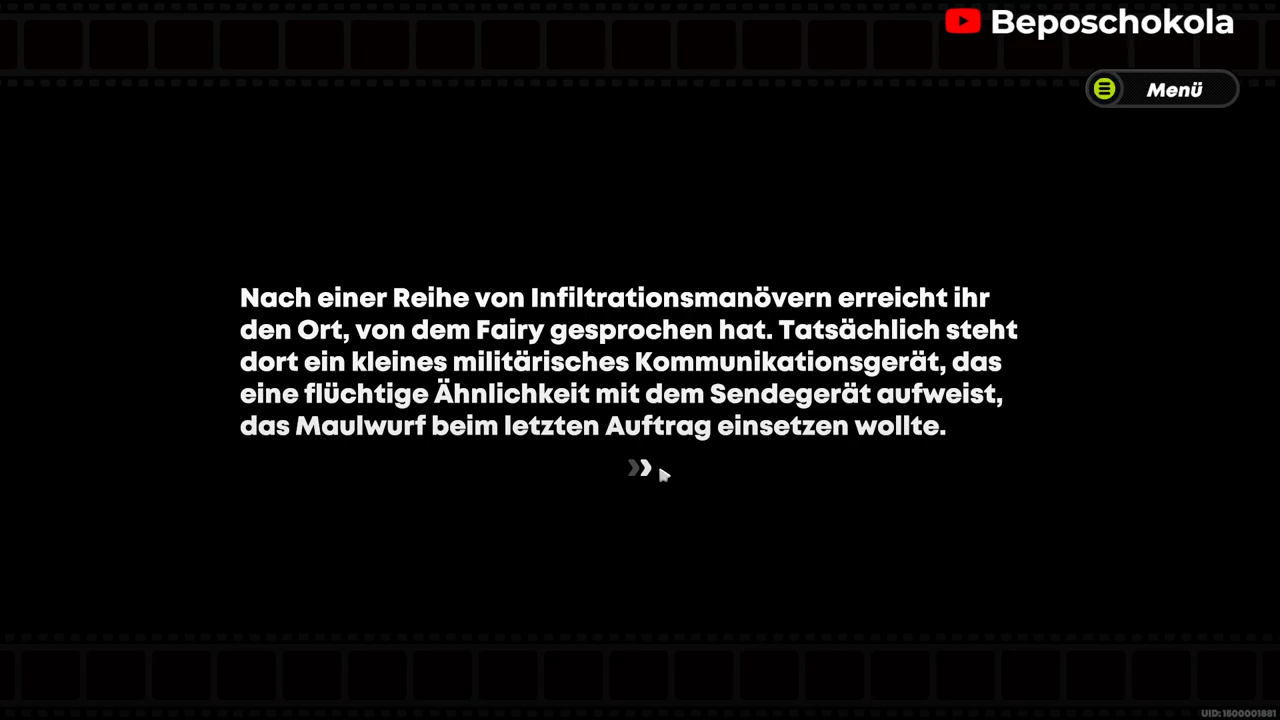 Beposchokola
Menü
Nach einer Reihe von Infiltrationsmanövern erreicht ihr
den Ort, von dem Fairy gesprochen hat. Tatsächlich steht
dort ein kleines militärisches Kommunikationsgerät, das
eine flüchtige Ähnlichkeit mit dem Sendegerät aufweist,
das Maulwurf beim letzten Auftrag einsetzen wollte.
UID: 1500001881